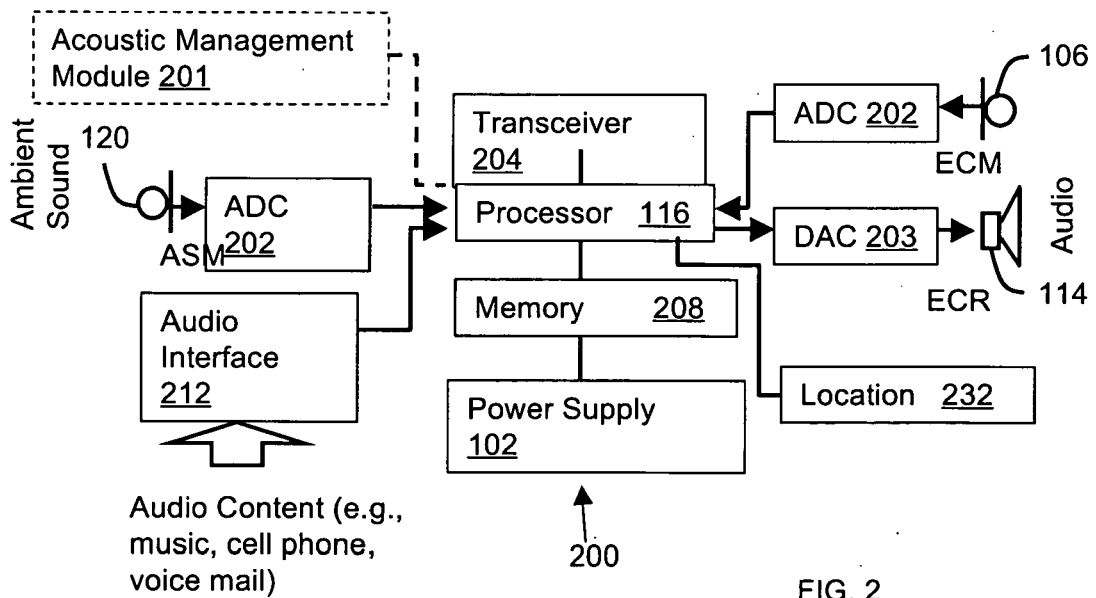 Acoustic Management
Module 201
106
Transceiver
204
ADC 202
ECM
Ambient
Sound
120
ADC
202
ASM
Processor 116
DAC 203
Audio
ECR
114
Memory 208
Audio
Interface
212
Location 232
Power Supply
102
Audio Content (e.g.,
music, cell phone,
voice mail)
200
FIG. 2